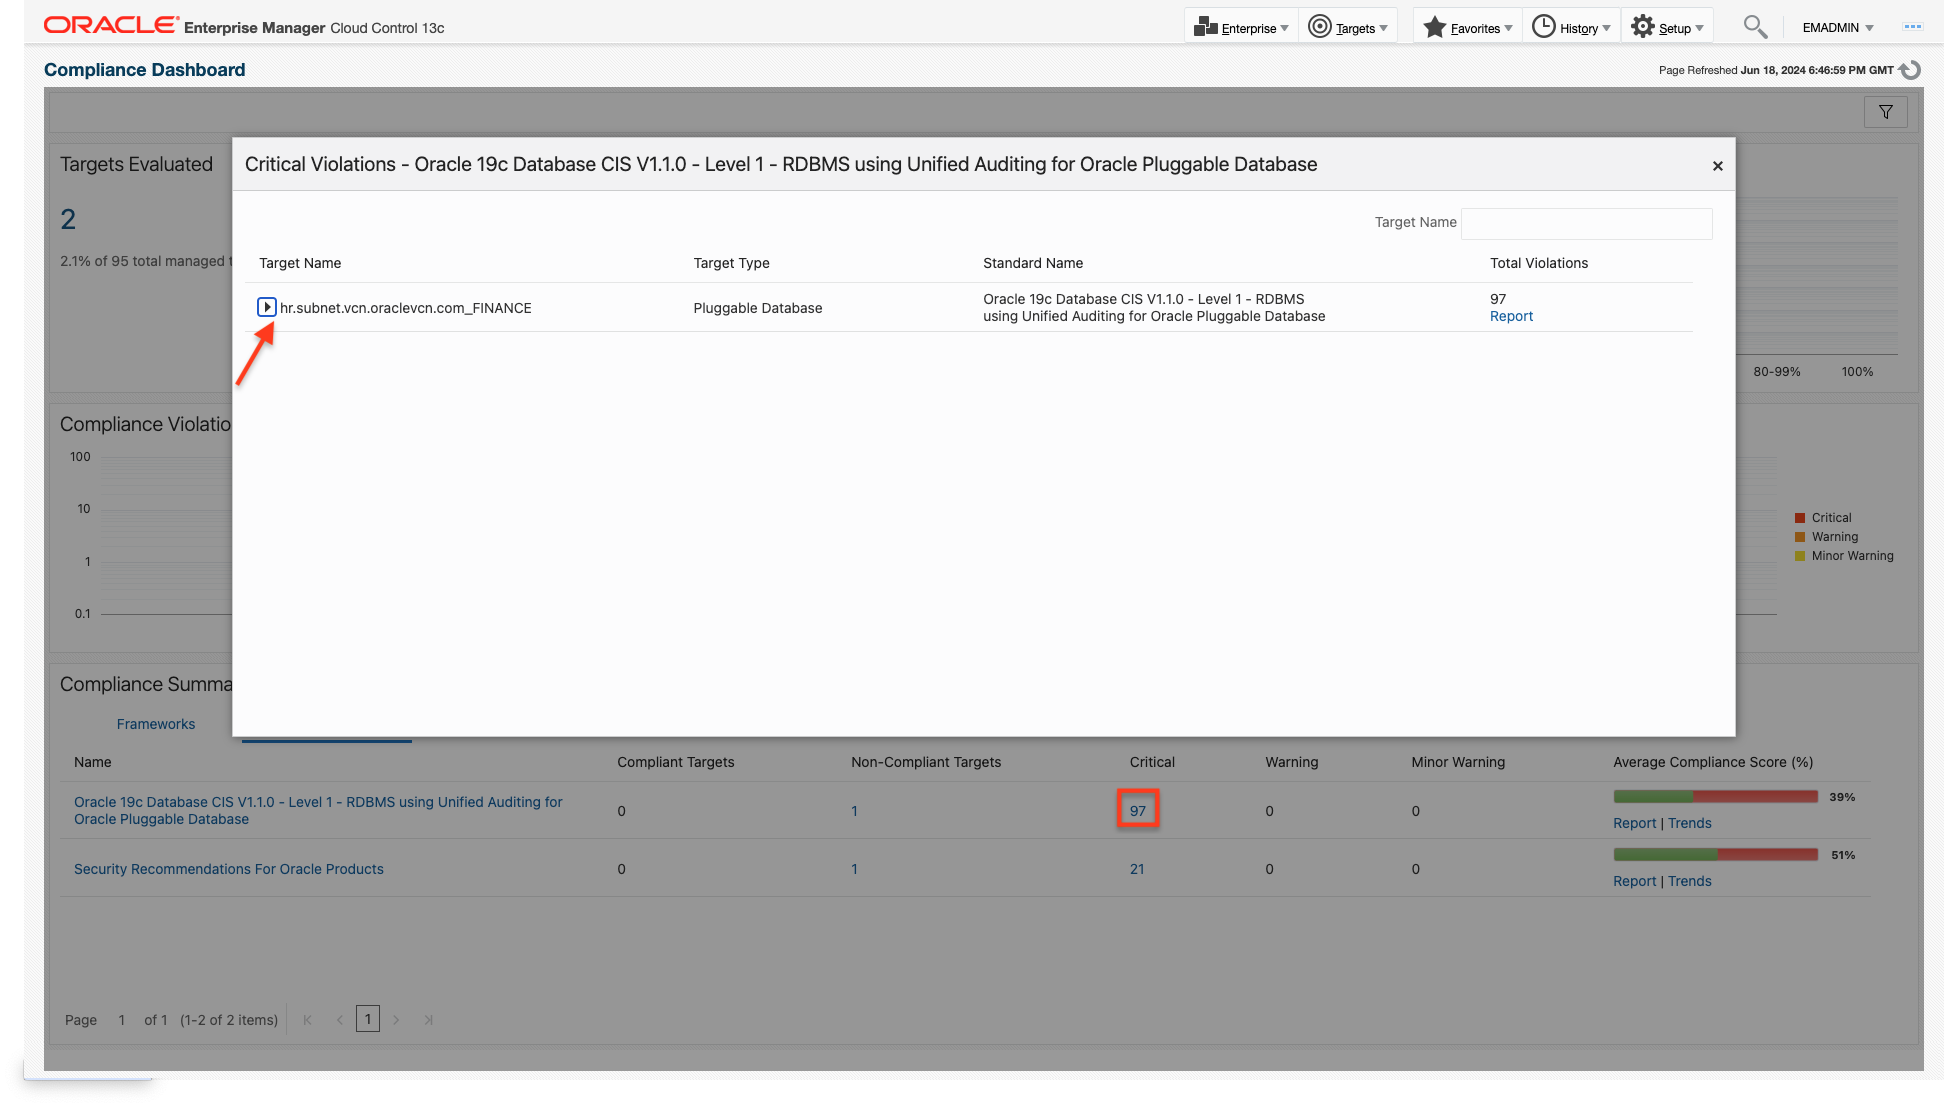 ORACLE Enterprise Manager Cloud Control 13c
Enterprise
Targets
Favorites
History
Setup
EMADMIN
Compliance Dashboard
Page Refreshed Jun 18, 2024 6:46:59 PM GMT
Targets Evaluated
2
2.1% of 95 total managed
Critical Violations - Oracle 19c Database CIS V1.1.0 - Level 1 - RDBMS using Unified Auditing for Oracle Pluggable Database
Target Name
Target Name Target Type Standard Name Total Violations
hr.subnet.vcn.oraclevcn.com_FINANCE
Pluggable Database
Oracle 19c Database CIS V1.1.0 - Level 1 - RDBMS
using Unified Auditing for Oracle Pluggable Database
97
Report
80-99% 100%
Compliance Violatio
100
10
1
0.1
Critical
Warning
Minor Warning
Compliance Summa
Frameworks
Name Compliant Targets Non-Compliant Targets Critical Warning Minor Warning Average Compliance Score (%)
Oracle 19c Database CIS V1.1.0 - Level 1 - RDBMS using Unified Auditing for
Oracle Pluggable Database
0 1 97 0 0 39%
Report | Trends
Security Recommendations For Oracle Products 0 1 21 0 0 51%
Report | Trends
Page 1 of 1 (1-2 of 2 items) 1